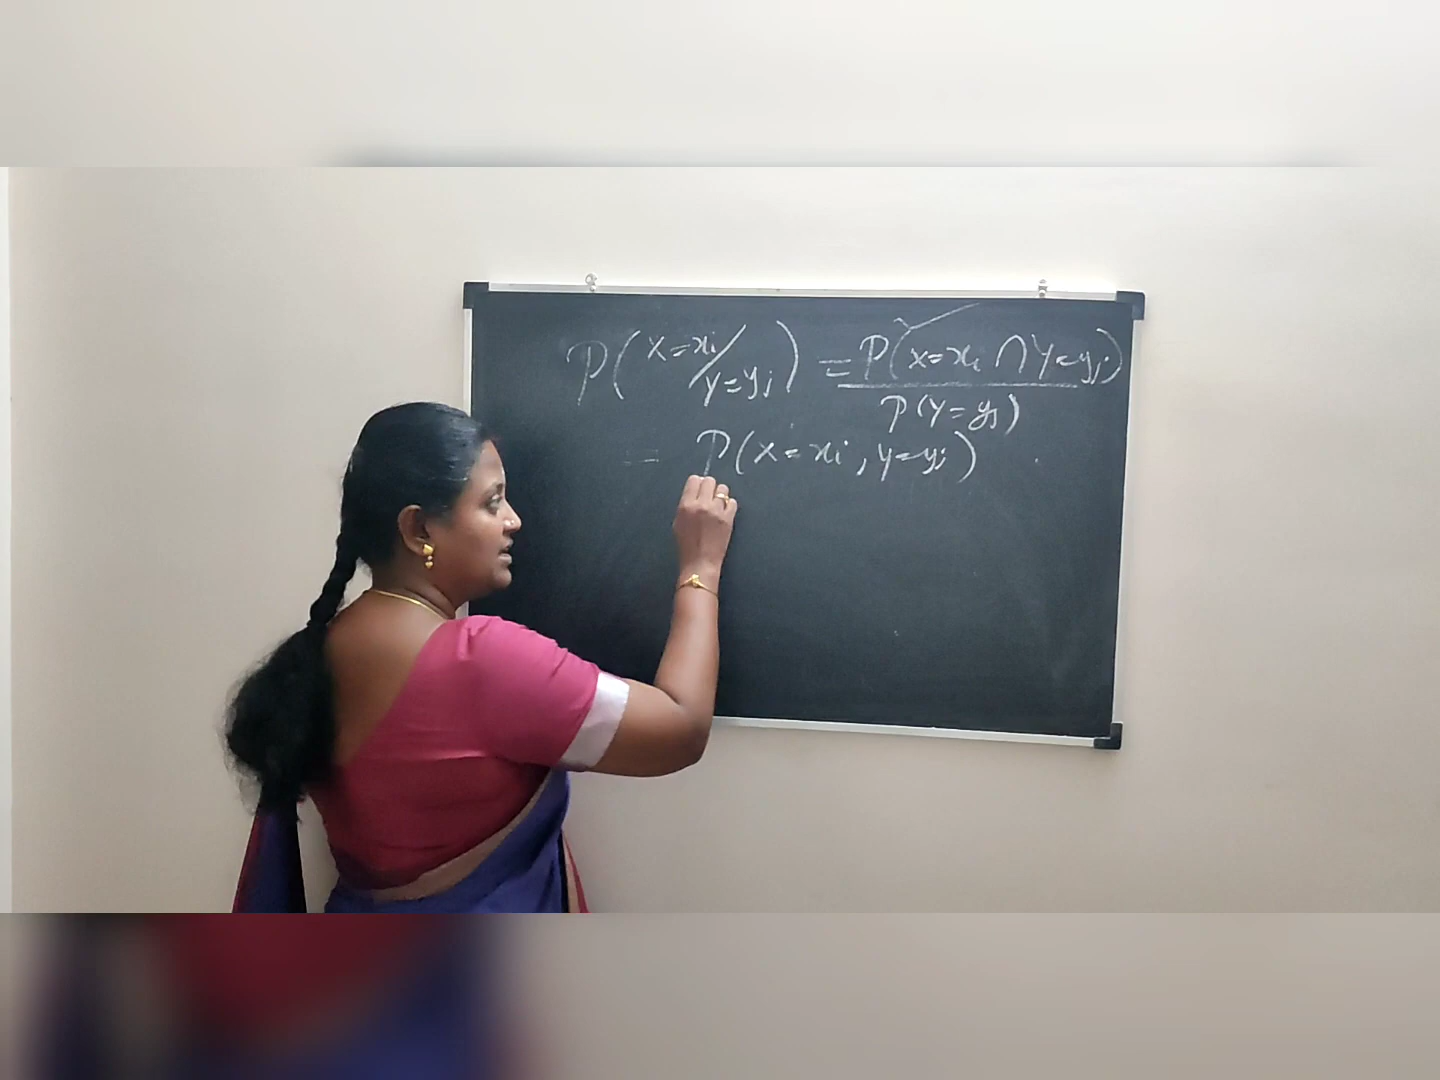 P(X=xi/Y=yj) = P(X=xi ∩ Y=yj)
P(Y=yj)
= P(X=xi, Y=yj)